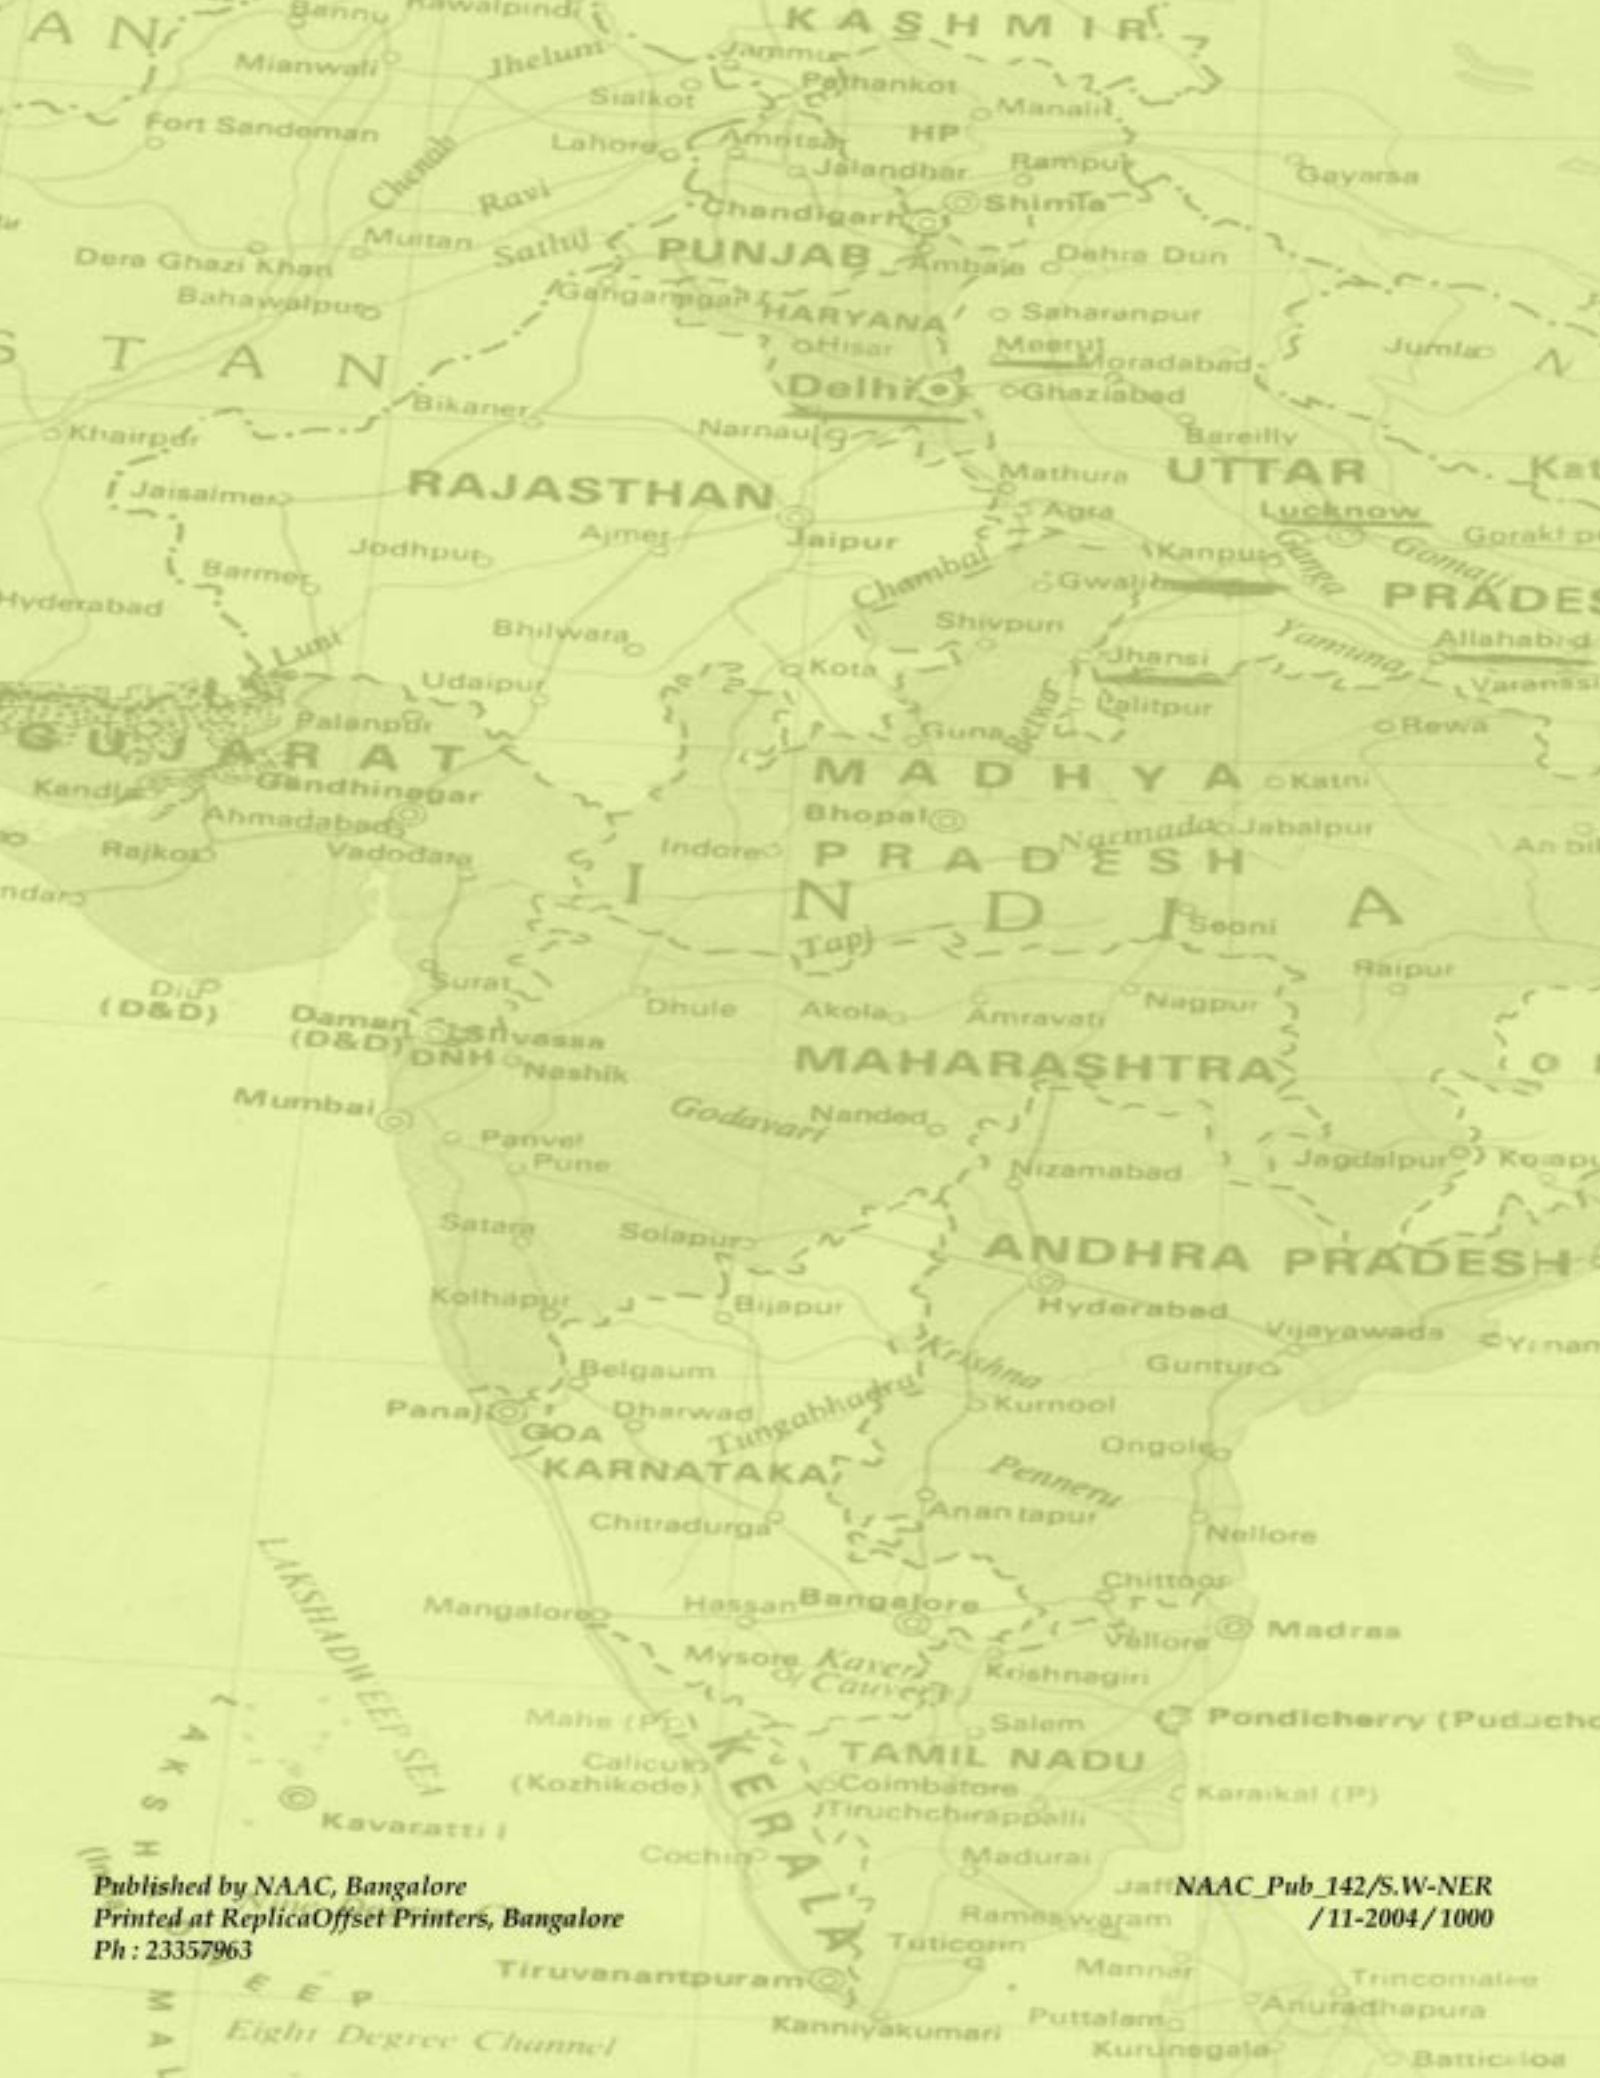 KASHMIR
A N
Bannu
Rawalpindi
Mianwali
Jhelum
Jammu
Pathankot
Sialkot
Manali
Fort Sandeman
Lahore
Amritsar
HP
Chenab
Jalandhar
Rampur
Gayarsa
Ravi
Chandigarh
Shimla
Multan
Satluj
PUNJAB
Ambala
Dehra Dun
Dera Ghazi Khan
Bahawalpur
Ganganagar
HARYANA
Saharanpur
S T A N
Hisar
Meerut
Moradabad
Jumla
N
Delhi
Ghaziabad
Bikaner
Khairpur
Narnaul
Bareilly
Jaisalmer
RAJASTHAN
Mathura
UTTAR
Kat
Ajmer
Jaipur
Agra
Lucknow
Jodhpur
Kanpur
Ganga
Gomati
Barmer
Chambal
PRADES
Hyderabad
Bhilwara
Shivpuri
Yamuna
Allahabad
Luni
Kota
Jhansi
Varanasi
Udaipur
Betwa
Lalitpur
Palanpur
Guna
Rewa
GUJARAT
MADHYA
Katni
Kandla
Gandhinagar
Ahmadabad
Bhopal
Narmada
Jabalpur
Rajkot
Vadodara
Indore
PRADESH
ndar
I N D I A
Seoni
Tapi
Raipur
Surat
Diu
(D&D)
Dhule
Akola
Amravati
Nagpur
Daman
(D&D)
DNH
Nashik
MAHARASHTRA
O
Mumbai
Godavari
Nanded
Panvel
Pune
Nizamabad
Jagdalpur
Satara
Solapur
ANDHRA PRADESH
Kolhapur
Bijapur
Hyderabad
Vijayawada
Krishna
Guntur
Belgaum
Panaji
GOA
Dharwad
Tungabhadra
Kurnool
KARNATAKA
Ongole
Penneru
Chitradurga
Anantapur
Nellore
LAKSHADWEEP SEA
Chittoor
Mangalore
Hassan
Bangalore
Madras
Vellore
Mysore
Kaveri
or Cauvery
Krishnagiri
Mahe (P)
Salem
Pondicherry (Puduche
Calicut
(Kozhikode)
KERALA
TAMIL NADU
Coimbatore
Karaikal (P)
Tiruchchirappalli
LAKSH
Kavaratti I
Cochin
Madurai
Published by NAAC, Bangalore
NAAC_Pub_142/S.W-NER
Printed at ReplicaOffset Printers, Bangalore
/ 11-2004 / 1000
Ph : 23357963
Rameswaram
Tuticorin
Tiruvanantpuram
Mannar
Trincomalee
E E P
Anuradhapura
Puttalam
Kanniyakumari
Eight Degree Channel
Kurunegala
Batticaloa
MAL